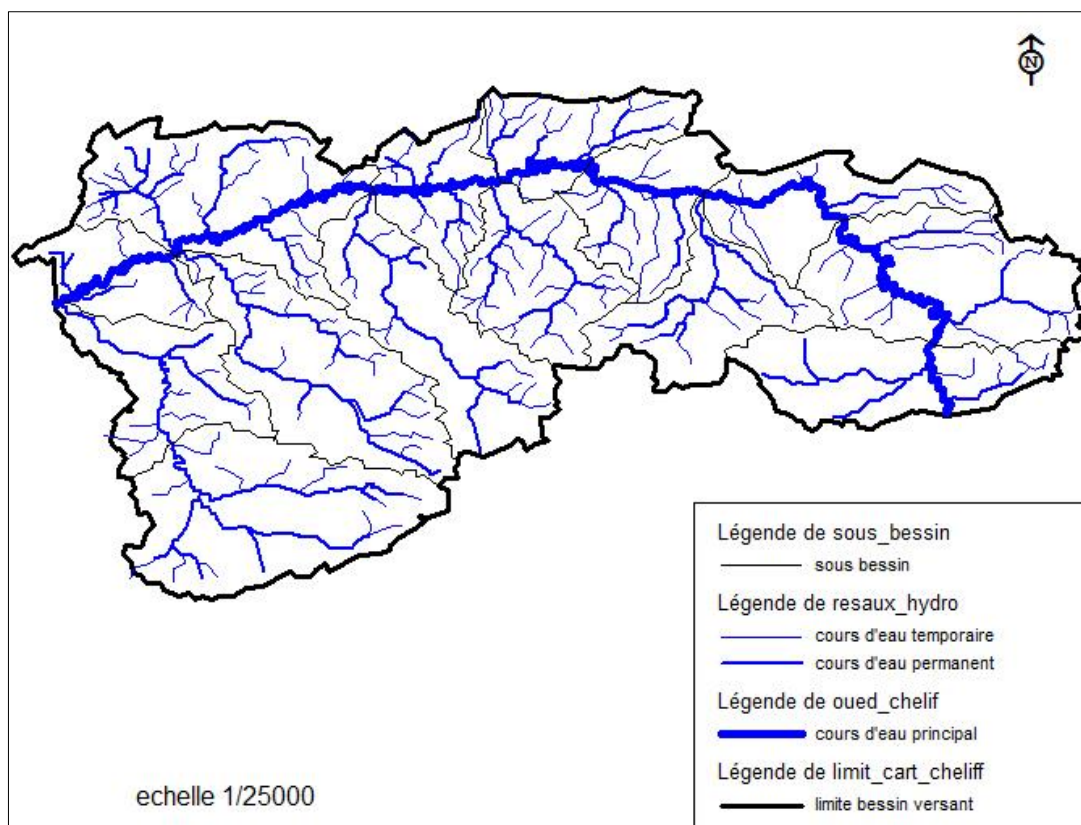 N
Légende de sous_bessin
sous bessin
Légende de resaux_hydro
cours d'eau temporaire
cours d'eau permanent
Légende de oued_chelif
cours d'eau principal
Légende de limit_cart_cheliff
limite bessin versant
echelle 1/25000